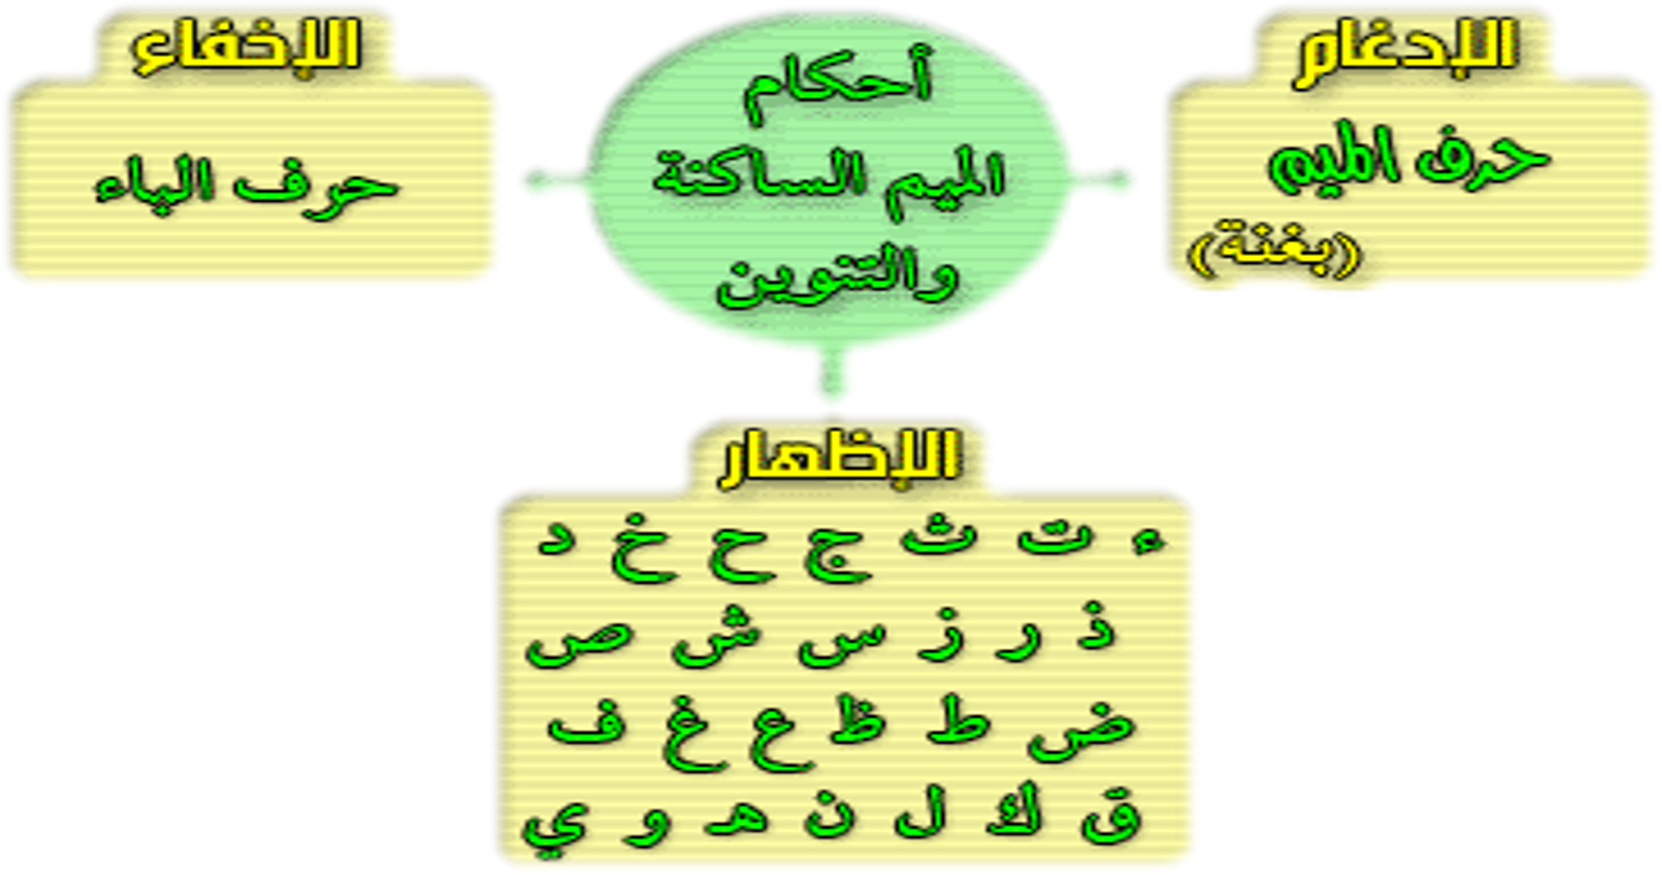 الإدغام
حرف الميم
(بغنة)
أحكام
الميم الساكنة
والتنوين
الإخفاء
حرف الباء
الإظهار
ء ت ث ج ح خ د
ذ ر ز س ش ص
ض ط ظ ع غ ف
ق ك ل ن هـ و ي